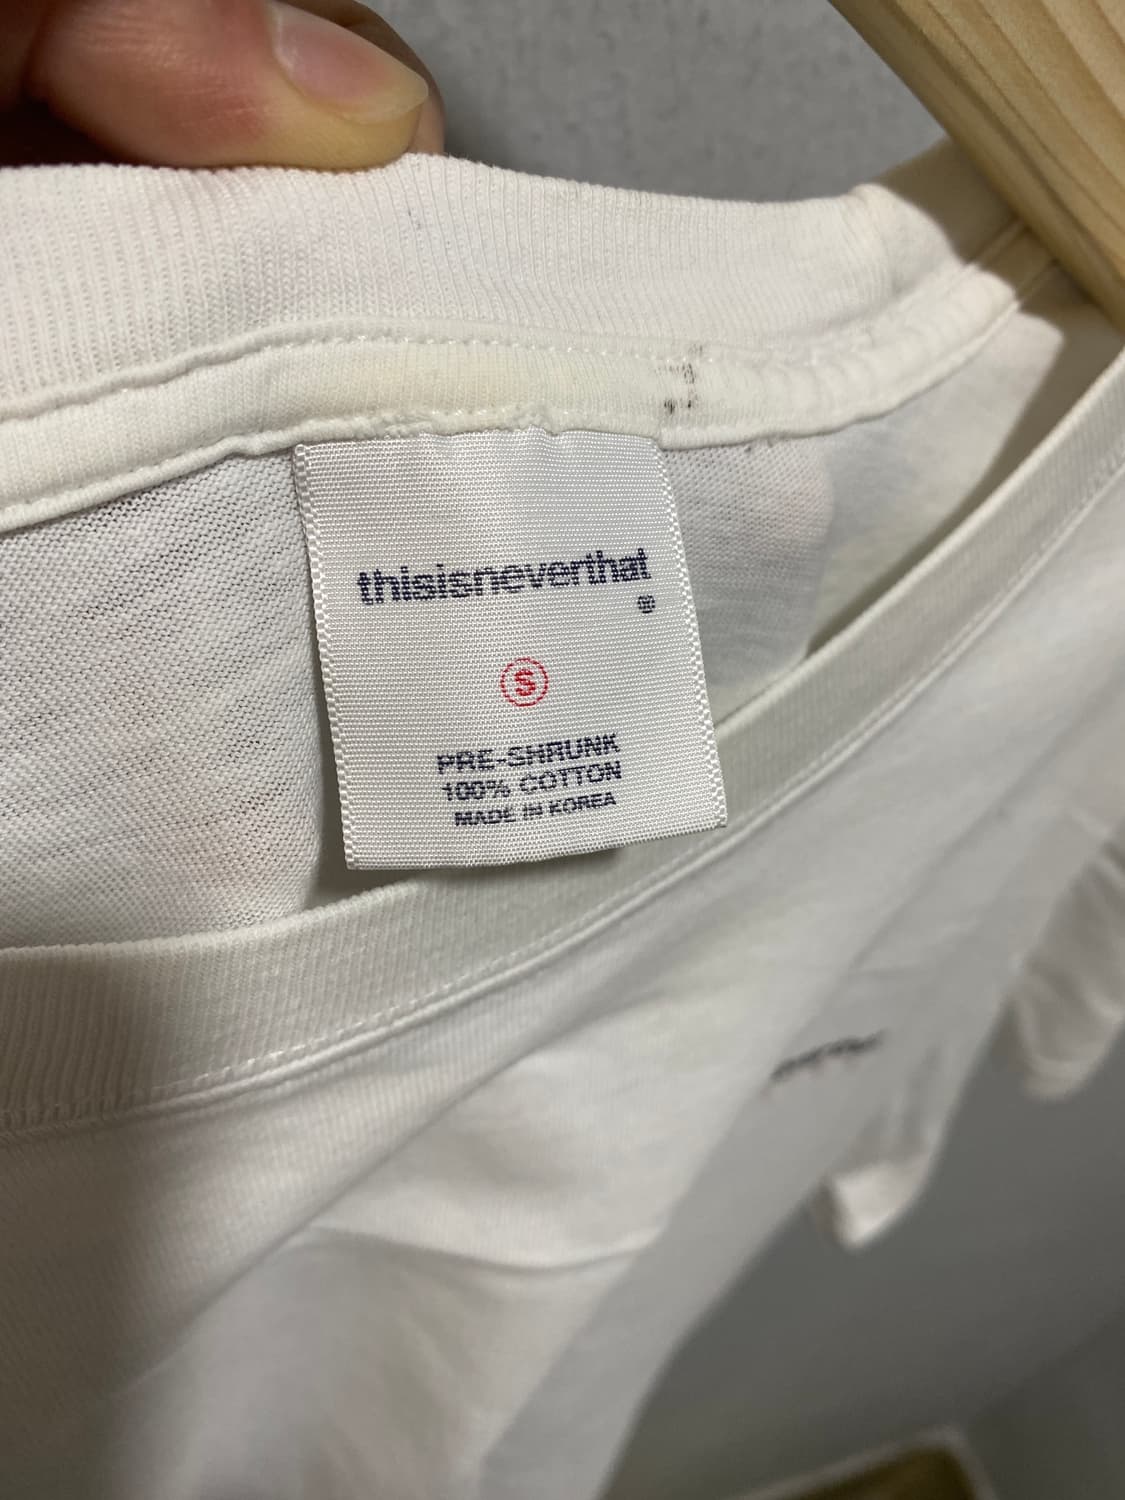 thisisneverthat
®
S
PRE-SHRUNK
100% COTTON
MADE IN KOREA